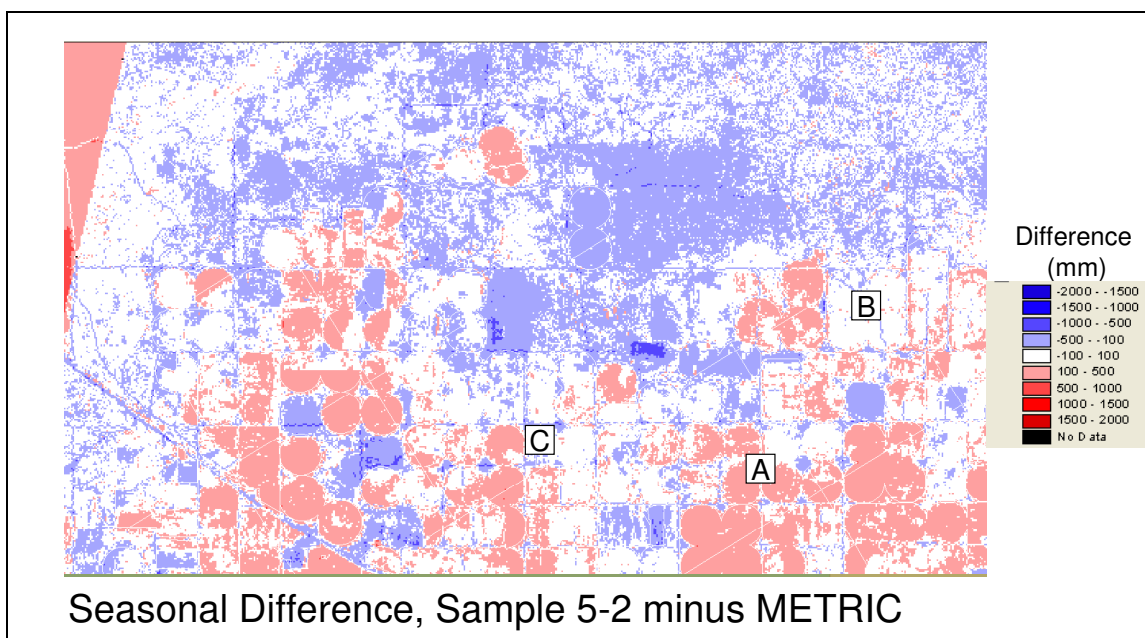 Difference
(mm)
-2000 - -1500
-1500 - -1000
-1000 - -500
-500 - -100
-100 - 100
100 - 500
500 - 1000
1000 - 1500
1500 - 2000
No Data
B
C
A
Seasonal Difference, Sample 5-2 minus METRIC